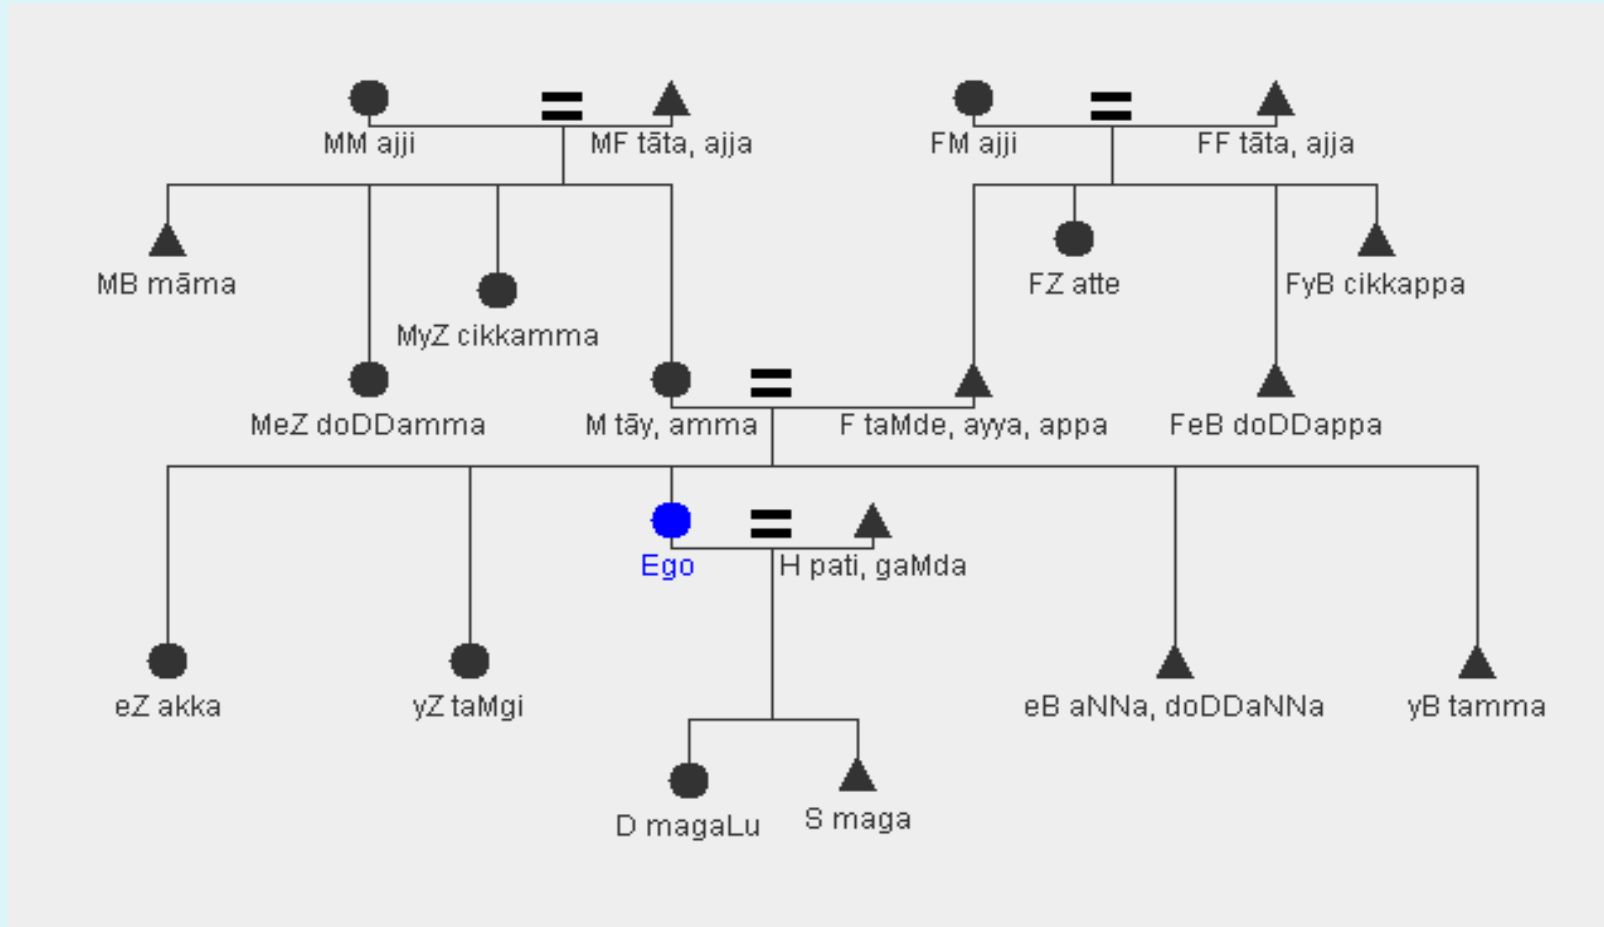 MM ajji
MF tāta, ajja
FM ajji
FF tāta, ajja
MB māma
FZ atte
FyB cikkappa
MyZ cikkamma
MeZ doDDamma
M tāy, amma
F taMde, ayya, appa
FeB doDDappa
Ego
H pati, gaMda
eZ akka
yZ taMgi
eB aNNa, doDDaNNa
yB tamma
D magaLu
S maga